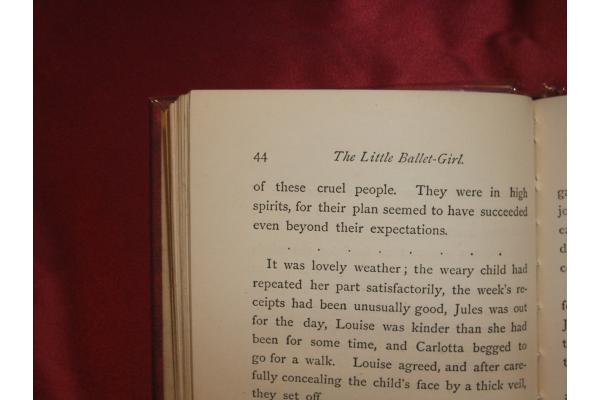 44 The Little Ballet-Girl.
of these cruel people. They were in high
spirits, for their plan seemed to have succeeded
even beyond their expectations.
. . . . . . . .
It was lovely weather; the weary child had
repeated her part satisfactorily, the week's re-
ceipts had been unusually good, Jules was out
for the day, Louise was kinder than she had
been for some time, and Carlotta begged to
go for a walk. Louise agreed, and after care-
fully concealing the child's face by a thick veil,
they set off